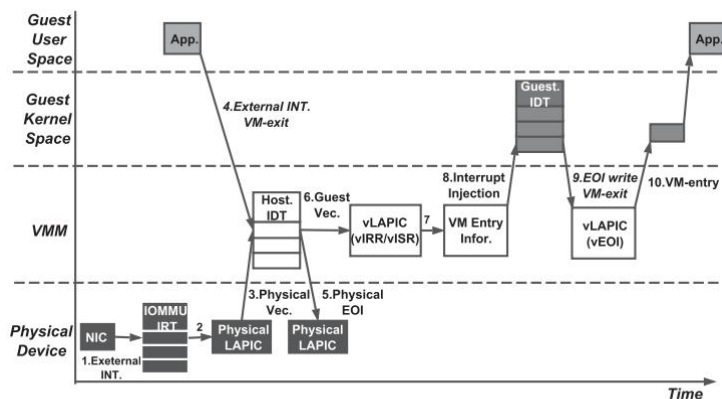 Guest
User
Space
App.
App.
4.External INT.
VM-exit
Guest
Kernel
Space
Guest.
IDT
VMM
Host.
IDT
6.Guest
Vec.
vLAPIC
(vIRR/vISR)
7
8.Interrupt
Injection
VM Entry
Infor.
9.EOI write
VM-exit
vLAPIC
(vEOI)
10.VM-entry
Physical
Device
NIC
1.Exeternal
INT.
IOMMU
IRT
2
Physical
LAPIC
3.Physical
Vec.
Physical
LAPIC
5.Physical
EOI
Time